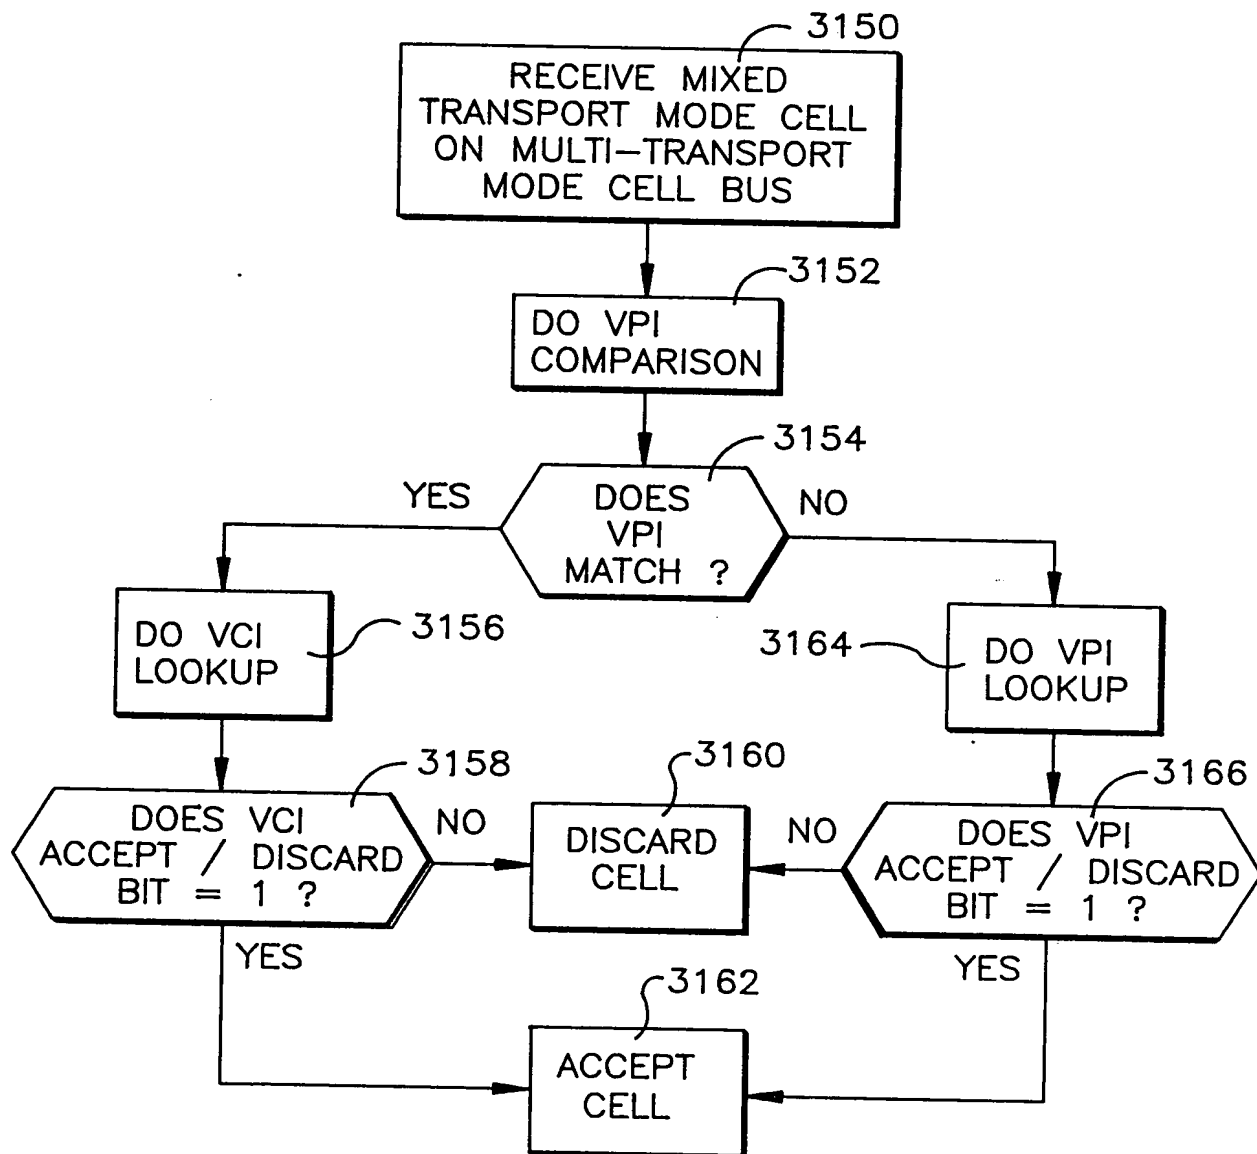 3150
RECEIVE MIXED
TRANSPORT MODE CELL
ON MULTI-TRANSPORT
MODE CELL BUS
3152
DO VPI
COMPARISON
3154
DOES
VPI
MATCH ?
YES
NO
DO VCI
LOOKUP
3156
3164
DO VPI
LOOKUP
3158
DOES VCI
ACCEPT / DISCARD
BIT = 1 ?
NO
YES
3160
DISCARD
CELL
3166
DOES VPI
ACCEPT / DISCARD
BIT = 1 ?
NO
YES
3162
ACCEPT
CELL